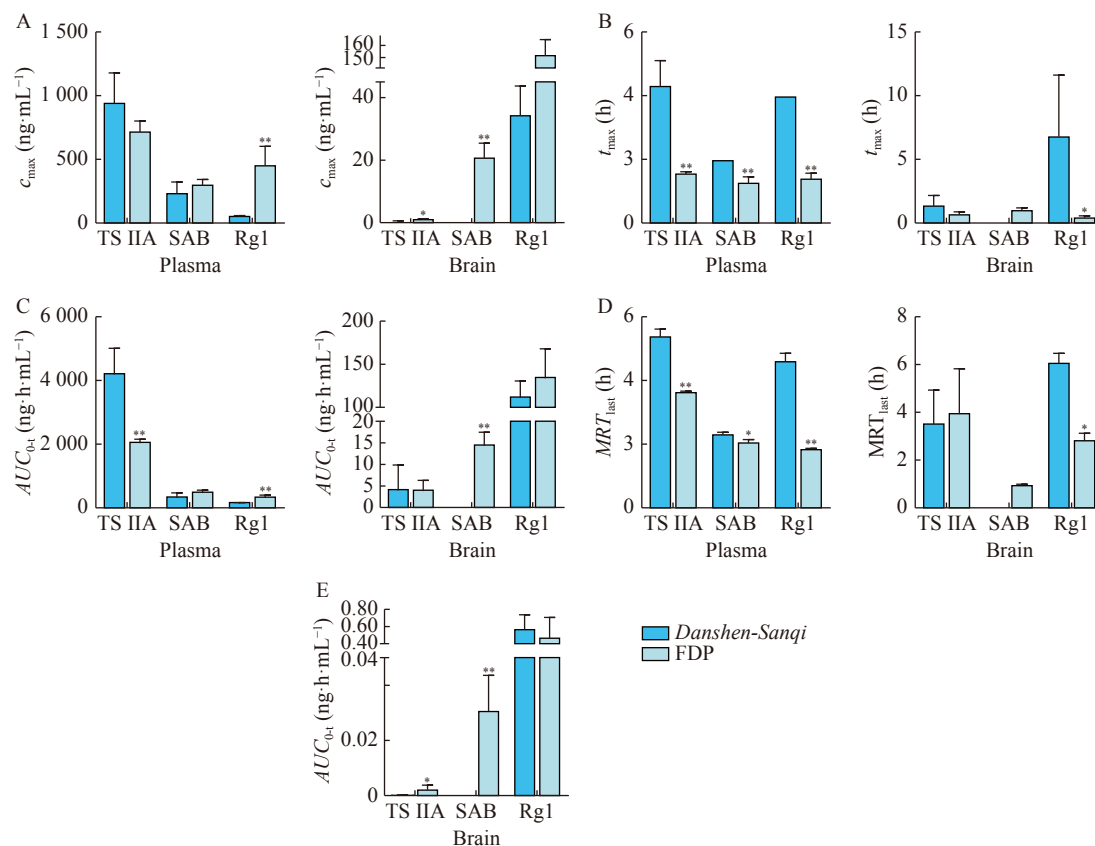 A
c_max (ng·mL⁻¹)
1 500
1 000
500
0
TS IIA SAB Rg1
Plasma
c_max (ng·mL⁻¹)
160
150
40
20
0
* ** 
TS IIA SAB Rg1
Brain
B
t_max (h)
6
4
3
0
** ** **
TS IIA SAB Rg1
Plasma
t_max (h)
15
10
5
0
*
TS IIA SAB Rg1
Brain
C
AUC_0-t (ng·h·mL⁻¹)
6 000
4 000
2 000
0
** **
TS IIA SAB Rg1
Plasma
AUC_0-t (ng·h·mL⁻¹)
200
150
100
20
15
10
5
0
**
TS IIA SAB Rg1
Brain
D
MRT_last (h)
6
4
3
0
** * **
TS IIA SAB Rg1
Plasma
MRT_last (h)
8
6
4
2
0
*
TS IIA SAB Rg1
Brain
E
AUC_0-t (ng·h·mL⁻¹)
0.80
0.60
0.40
0.04
0.02
0
* **
TS IIA SAB Rg1
Brain
Danshen-Sanqi
FDP